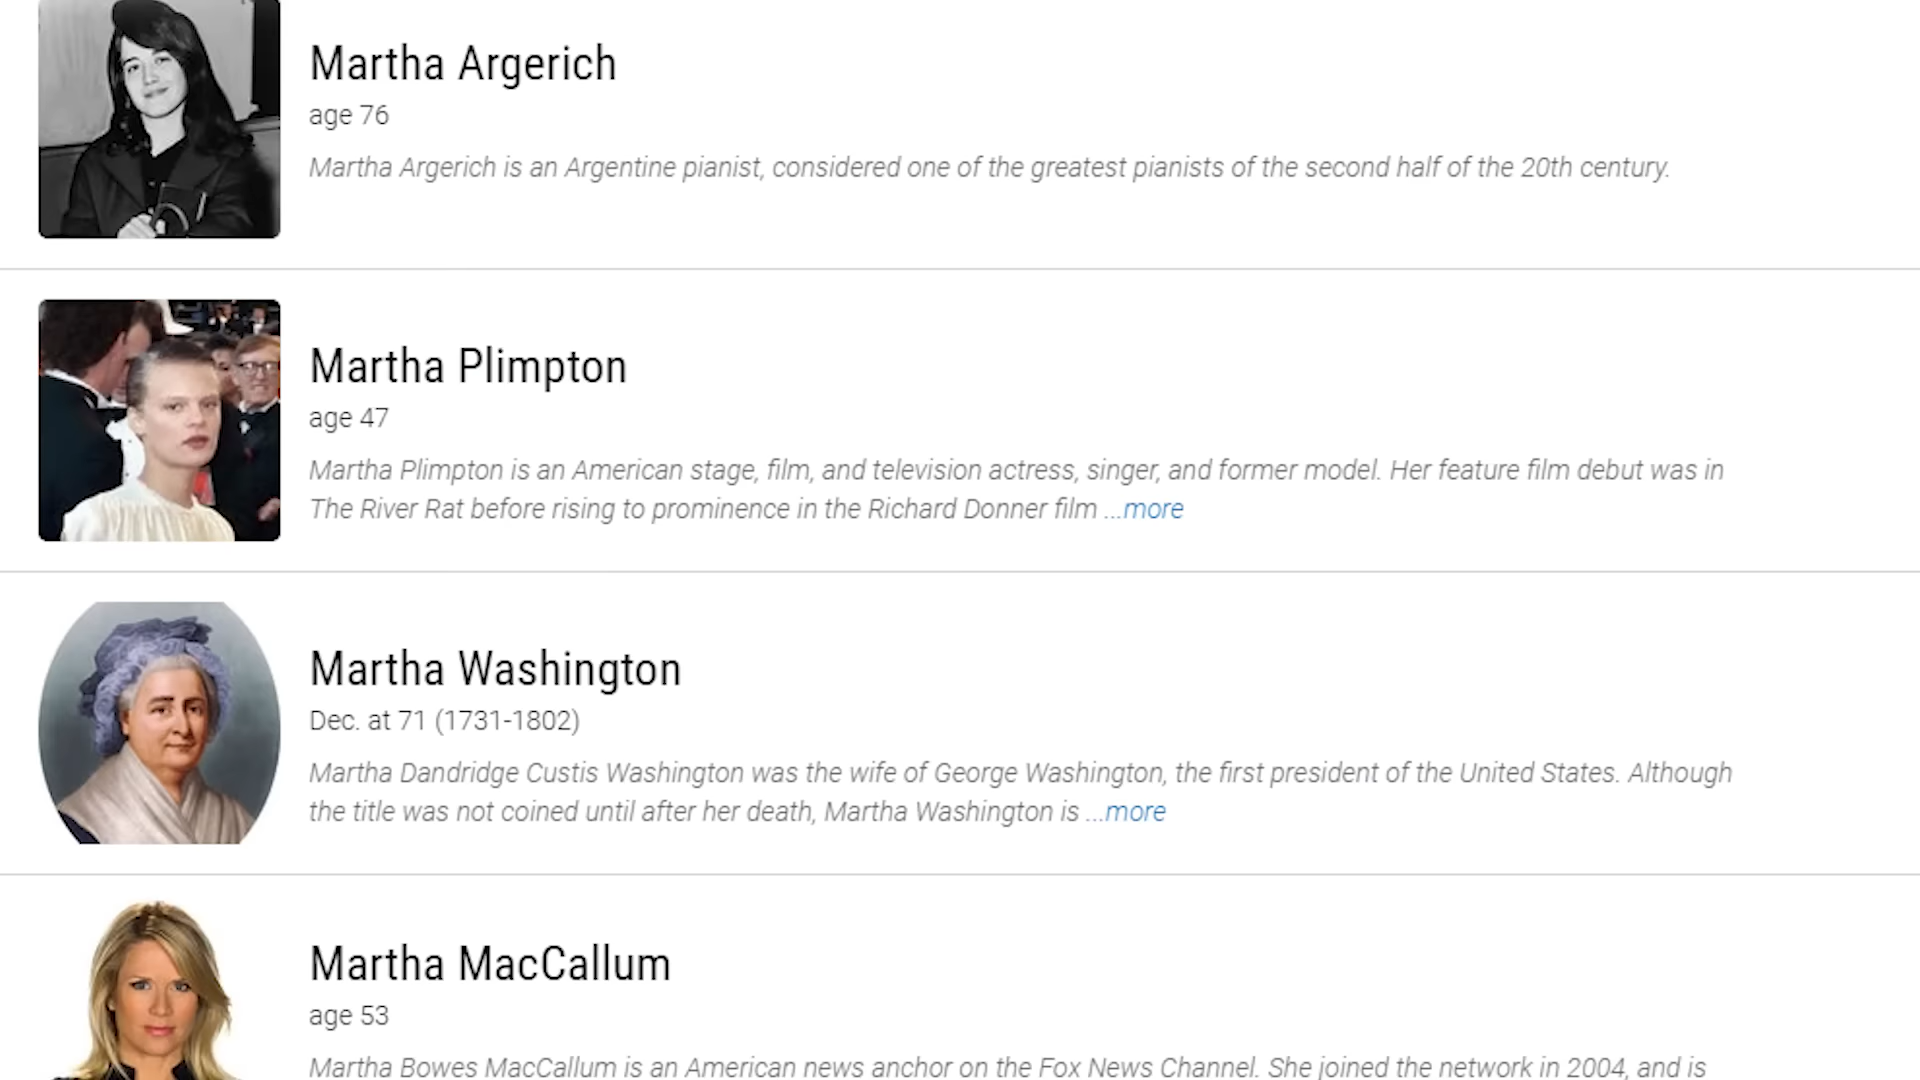 Martha Argerich
age 76
Martha Argerich is an Argentine pianist, considered one of the greatest pianists of the second half of the 20th century.
Martha Plimpton
age 47
Martha Plimpton is an American stage, film, and television actress, singer, and former model. Her feature film debut was in
The River Rat before rising to prominence in the Richard Donner film ...more
Martha Washington
Dec. at 71 (1731-1802)
Martha Dandridge Custis Washington was the wife of George Washington, the first president of the United States. Although
the title was not coined until after her death, Martha Washington is ...more
Martha MacCallum
age 53
Martha Bowes MacCallum is an American news anchor on the Fox News Channel. She joined the network in 2004, and is